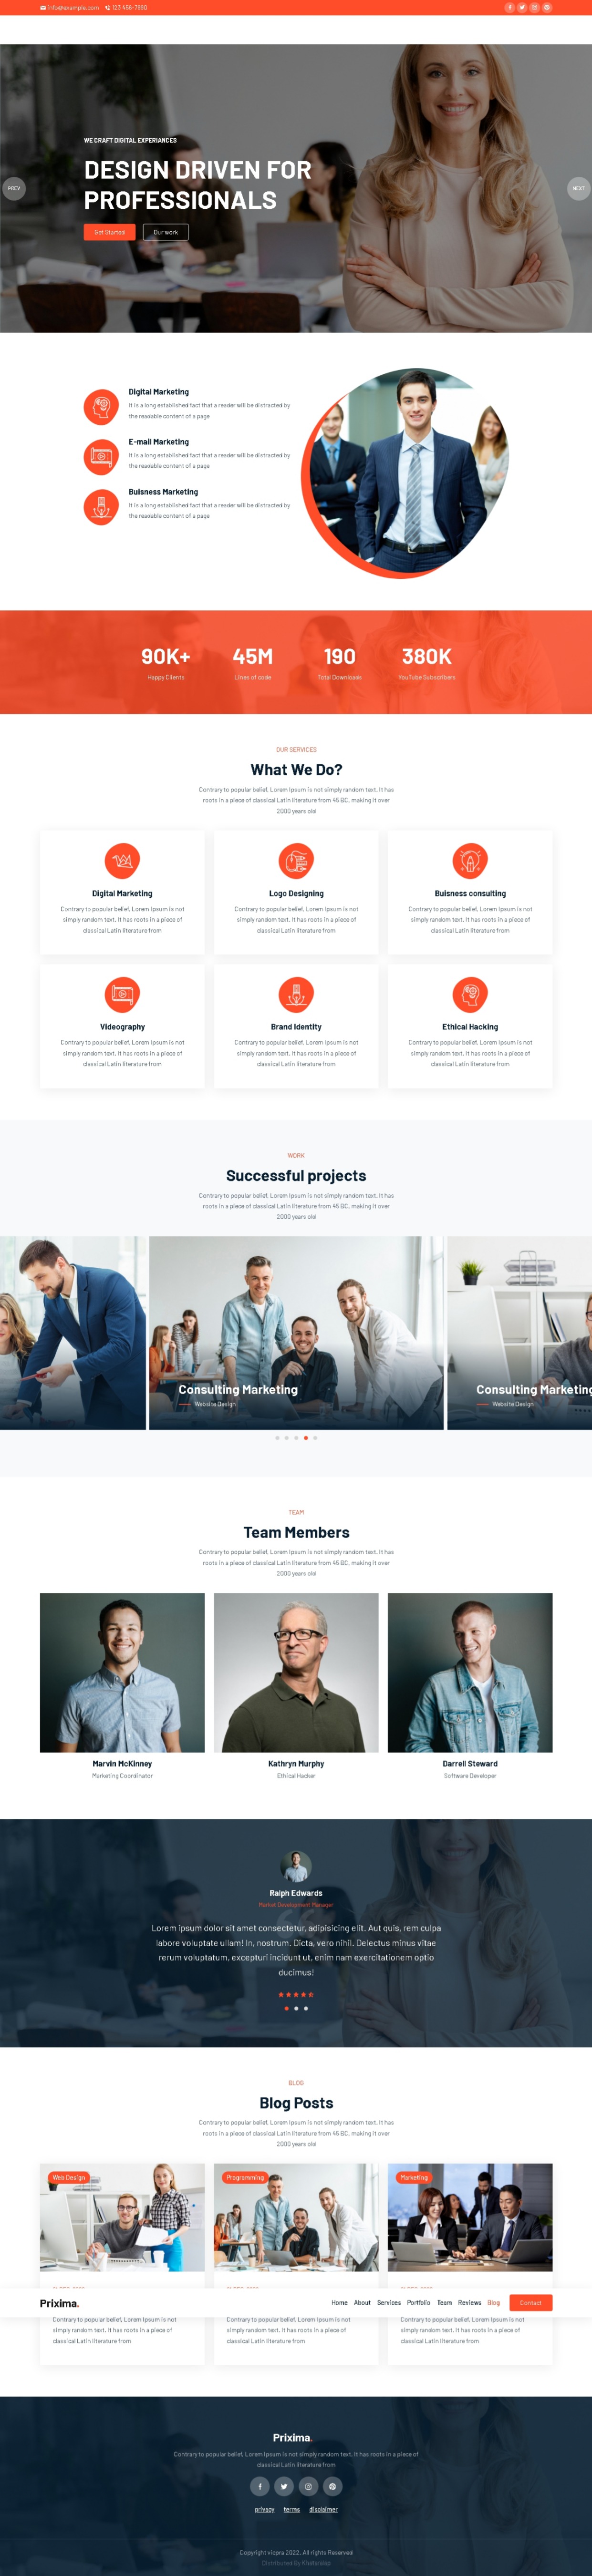 info@example.com 123 456-7890
WE CRAFT DIGITAL EXPERIANCES
DESIGN DRIVEN FOR
PROFESSIONALS
PREV
NEXT
Get Started Our work
Digital Marketing
It is a long established fact that a reader will be distracted by
the readable content of a page
E-mail Marketing
It is a long established fact that a reader will be distracted by
the readable content of a page
Buisness Marketing
It is a long established fact that a reader will be distracted by
the readable content of a page
90K+ 45M 190 380K
Happy Clients Lines of code Total Downloads YouTube Subscribers
OUR SERVICES
What We Do?
Contrary to popular belief, Lorem Ipsum is not simply random text. It has
roots in a piece of classical Latin literature from 45 BC, making it over
2000 years old
Digital Marketing
Contrary to popular belief, Lorem Ipsum is not
simply random text. It has roots in a piece of
classical Latin literature from
Logo Designing
Contrary to popular belief, Lorem Ipsum is not
simply random text. It has roots in a piece of
classical Latin literature from
Buisness consulting
Contrary to popular belief, Lorem Ipsum is not
simply random text. It has roots in a piece of
classical Latin literature from
Videography
Contrary to popular belief, Lorem Ipsum is not
simply random text. It has roots in a piece of
classical Latin literature from
Brand Identity
Contrary to popular belief, Lorem Ipsum is not
simply random text. It has roots in a piece of
classical Latin literature from
Ethical Hacking
Contrary to popular belief, Lorem Ipsum is not
simply random text. It has roots in a piece of
classical Latin literature from
WORK
Successful projects
Contrary to popular belief, Lorem Ipsum is not simply random text. It has
roots in a piece of classical Latin literature from 45 BC, making it over
2000 years old
Consulting Marketing
Website Design
Consulting Marketing
Website Design
TEAM
Team Members
Contrary to popular belief, Lorem Ipsum is not simply random text. It has
roots in a piece of classical Latin literature from 45 BC, making it over
2000 years old
Marvin McKinney
Marketing Coordinator
Kathryn Murphy
Ethical Hacker
Darrell Steward
Software Developer
Ralph Edwards
Market Development Manager
Lorem ipsum dolor sit amet consectetur, adipisicing elit. Aut quis, rem culpa
labore voluptate ullam! In, nostrum. Dicta, vero nihil. Delectus minus vitae
rerum voluptatum, excepturi incidunt ut, enim nam exercitationem optio
ducimus!
BLOG
Blog Posts
Contrary to popular belief, Lorem Ipsum is not simply random text. It has
roots in a piece of classical Latin literature from 45 BC, making it over
2000 years old
Web Design
Programming
Marketing
Prixima.
Home About Services Portfolio Team Reviews Blog Contact
Contrary to popular belief, Lorem Ipsum is not
simply random text. It has roots in a piece of
classical Latin literature from
Contrary to popular belief, Lorem Ipsum is not
simply random text. It has roots in a piece of
classical Latin literature from
Contrary to popular belief, Lorem Ipsum is not
simply random text. It has roots in a piece of
classical Latin literature from
Prixima.
Contrary to popular belief, Lorem Ipsum is not simply random text. It has roots in a piece of
classical Latin literature from
privacy terms disclaimer
Copyright vicpra 2022. All rights Reserved
Distributed By